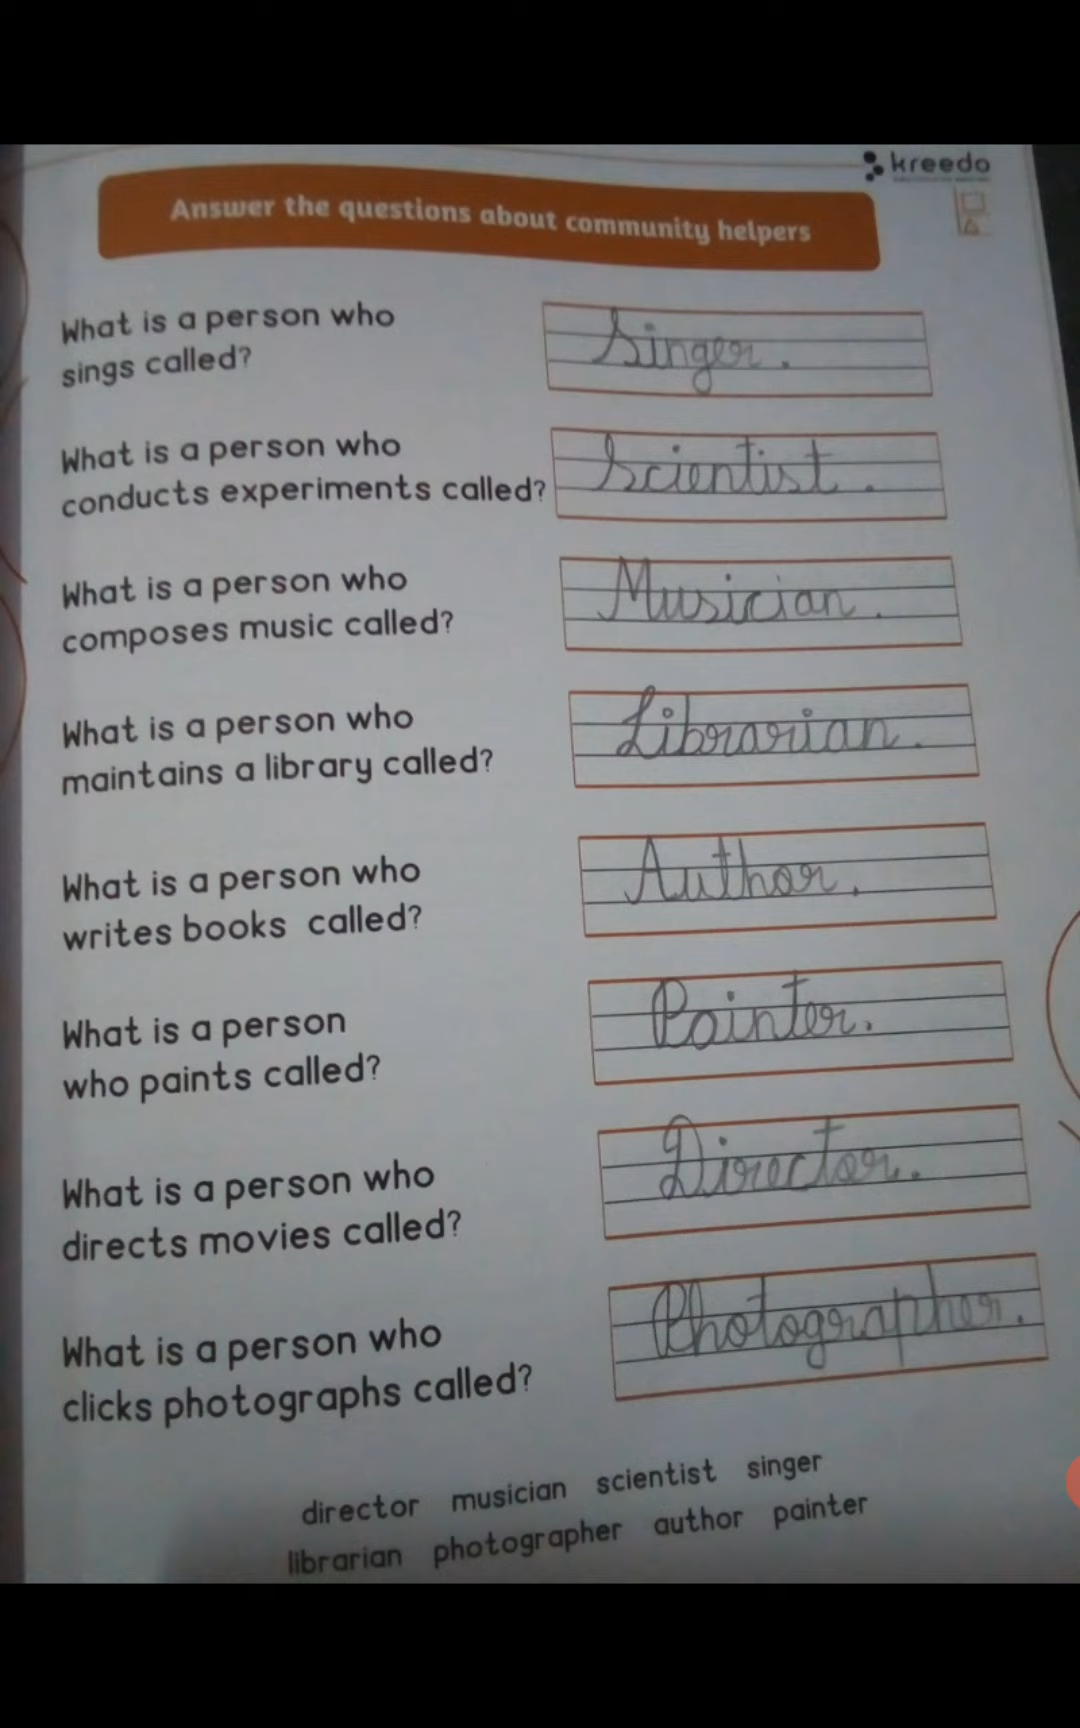 kreedo
Answer the questions about community helpers
What is a person who
sings called?
Singer.
What is a person who
conducts experiments called?
Scientist.
What is a person who
composes music called?
Musician.
What is a person who
maintains a library called?
Librarian.
What is a person who
writes books called?
Author.
What is a person
who paints called?
Painter.
What is a person who
directs movies called?
Director.
What is a person who
clicks photographs called?
Photographer.
director musician scientist singer
librarian photographer author painter